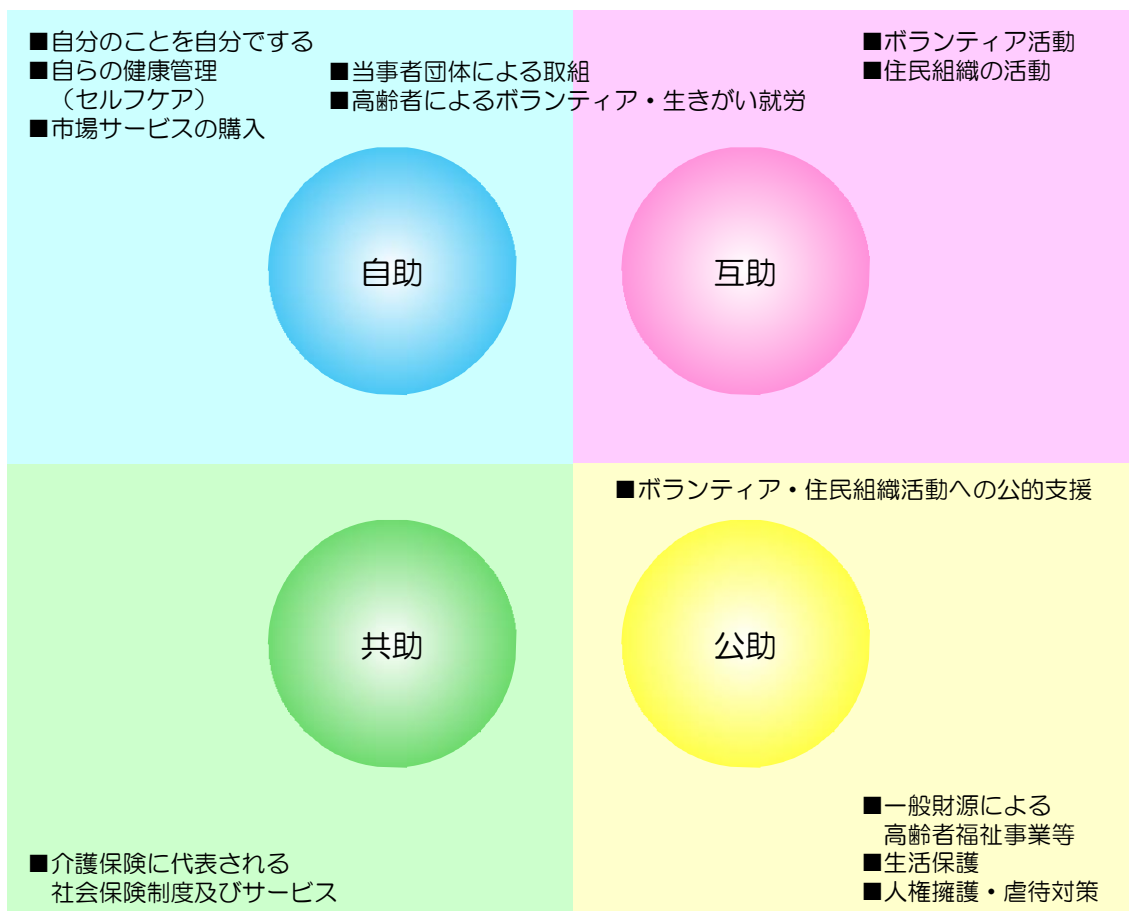 ■自分のことを自分でする
■自らの健康管理
（セルフケア）
■市場サービスの購入
■当事者団体による取組
■高齢者によるボランティア・生きがい就労
■ボランティア活動
■住民組織の活動
自助
互助
■ボランティア・住民組織活動への公的支援
共助
公助
■介護保険に代表される
社会保険制度及びサービス
■一般財源による
高齢者福祉事業等
■生活保護
■人権擁護・虐待対策